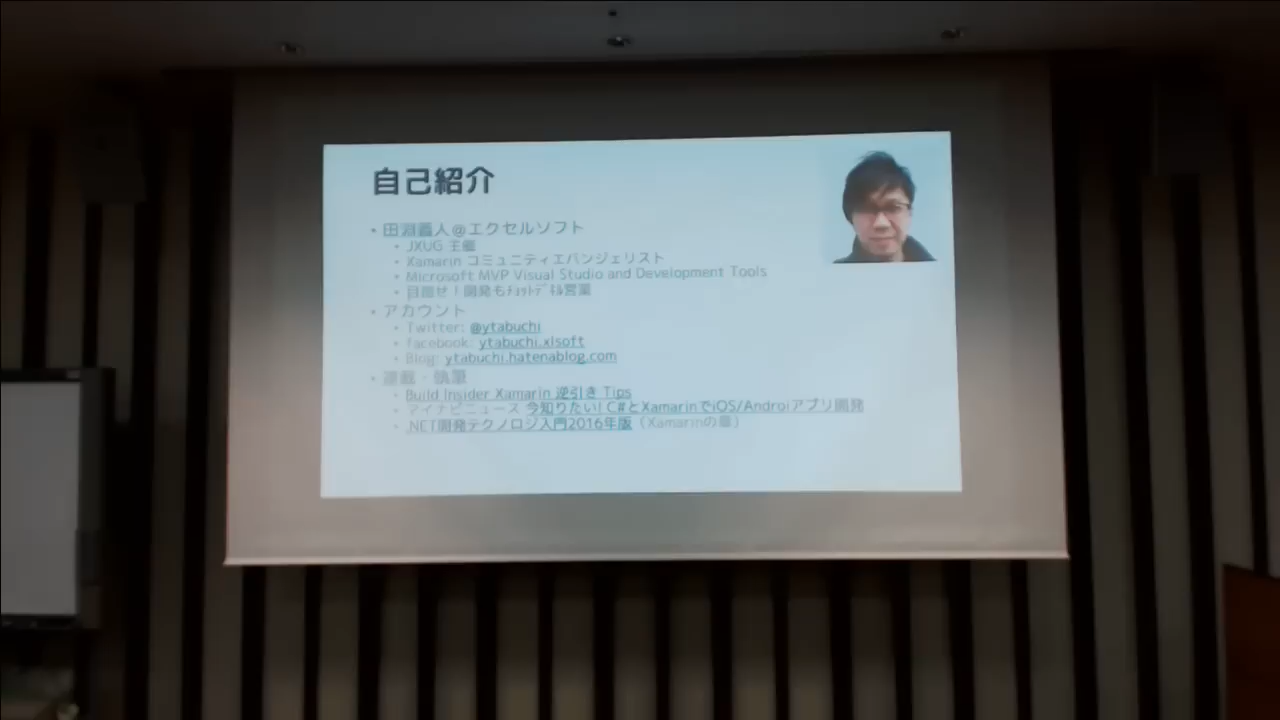 自己紹介
• 田淵義人@エクセルソフト
• JXUG 主催
• Xamarin コミュニティエバンジェリスト
• Microsoft MVP Visual Studio and Development Tools
• 目指せ!開発もﾁｮｯﾄﾃﾞｷﾙ営業
• アカウント
• Twitter: @ytabuchi
• facebook: ytabuchi.xlsoft
• Blog: ytabuchi.hatenablog.com
• 連載・執筆
• Build Insider Xamarin 逆引き Tips
• マイナビニュース 今知りたい! C#とXamarinでiOS/Androiアプリ開発
• .NET開発テクノロジ入門2016年版（Xamarinの章）